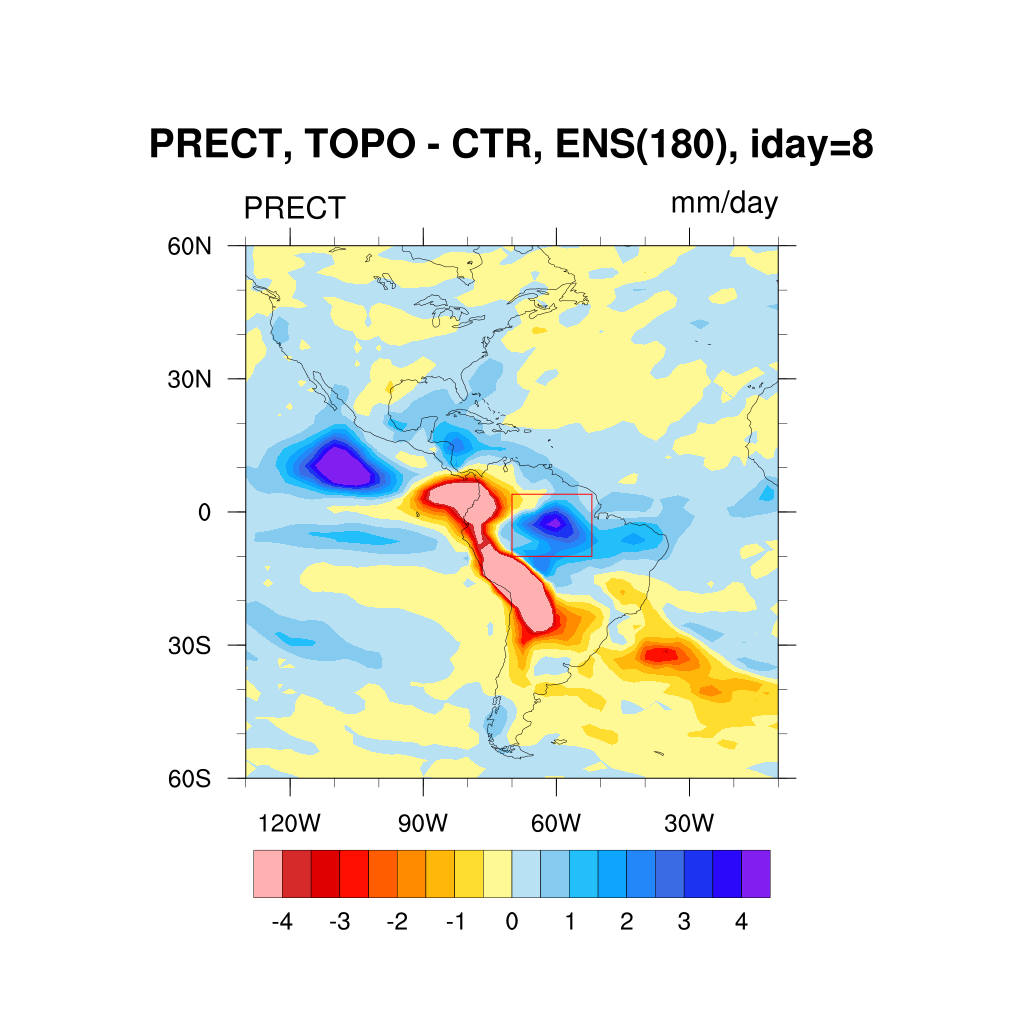 PRECT, TOPO - CTR, ENS(180), iday=8
PRECT mm/day
60N
30N
0
30S
60S
120W 90W 60W 30W
-4 -3 -2 -1 0 1 2 3 4